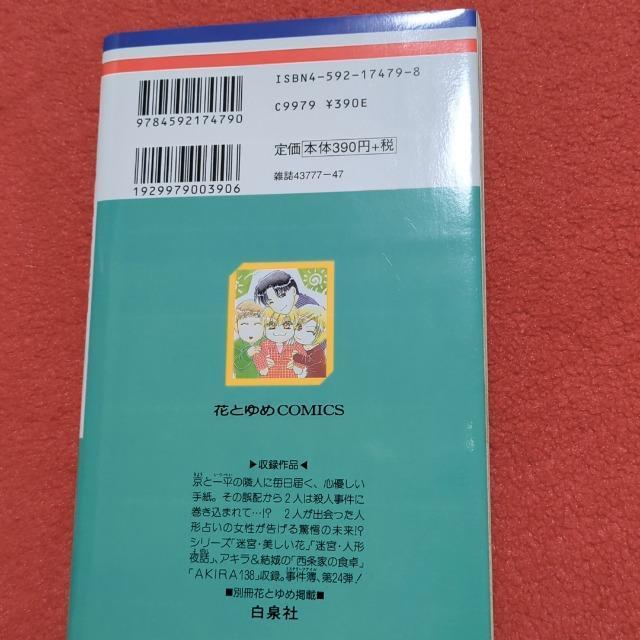 ISBN4-592-17479-8
9784592174790
C9979 ¥390E
定価 本体390円+税
1929979003906
雑誌43777-47
花とゆめCOMICS
▶収録作品◀
京と一平の隣人に毎日届く、心優しい
手紙。その誤配から2人は殺人事件に
巻き込まれて…!? 2人が出会った人
形占いの女性が告げる驚愕の未来!?
シリーズ「迷宮・美しい花」、「迷宮・人形
夜話」、アキラ&結城の「西条家の食卓」
「AKIRA138」収録。事件簿、第24弾!
■別冊花とゆめ掲載■
白泉社